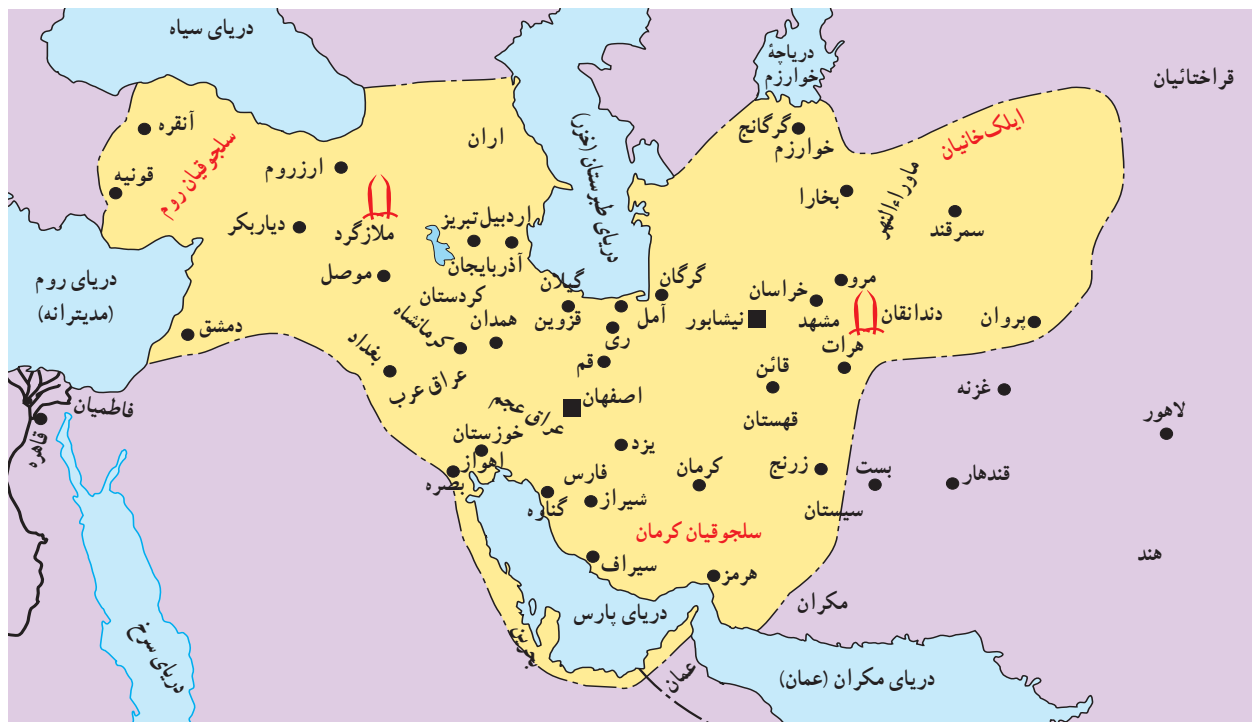 دریای سیاه
دریاچهٔ
خوارزم
قراختائیان
ایلک‌خانیان
گرگانج
خوارزم
ماوراءالنهر
بخارا
سمرقند
آنقره
سلجوقیان روم
قونیه
ارزروم
اران
دریای طبرستان (خزر)
ملازگرد
دیاربکر
اردبیل
تبریز
آذربایجان
موصل
دریای روم
(مدیترانه)
دمشق
کردستان
گیلان
قزوین
گرگان
آمل
ری
خراسان
مرو
نیشابور
مشهد
دندانقان
پروان
هرات
همدان
کرمانشاه
بغداد
عراق عرب
قم
قائن
قهستان
غزنه
لاهور
فاطمیان
قاهره
عراق عجم
اصفهان
خوزستان
اهواز
بصره
یزد
فارس
کرمان
زرنج
بست
قندهار
سیستان
گناوه
شیراز
سلجوقیان کرمان
سیراف
هرمز
هند
مکران
دریای پارس
بحرین
عمان
دریای مکران (عمان)
دریای سرخ